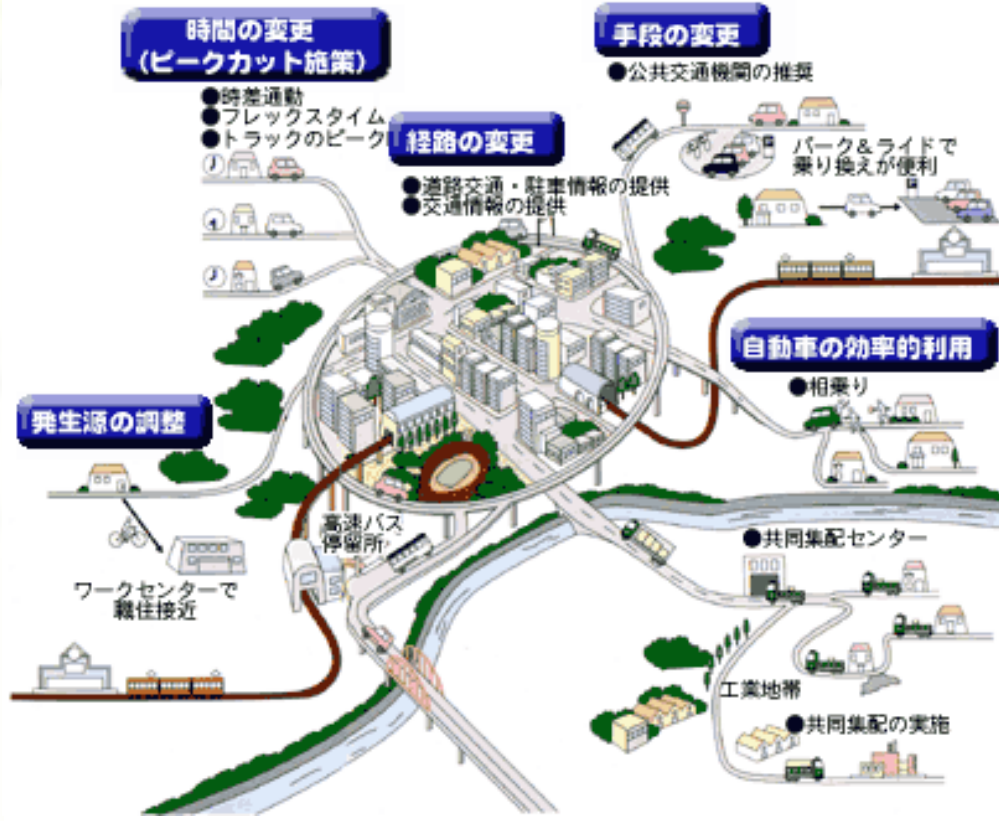 時間の変更
(ピークカット施策)
●時差通勤
●フレックスタイム
●トラックのピーク
手段の変更
●公共交通機関の推奨
パーク&ライドで
乗り換えが便利
経路の変更
●道路交通・駐車情報の提供
●交通情報の提供
自動車の効率的利用
●相乗り
発生源の調整
ワークセンターで
職住接近
高速バス
停留所
●共同集配センター
工業地帯
●共同集配の実施